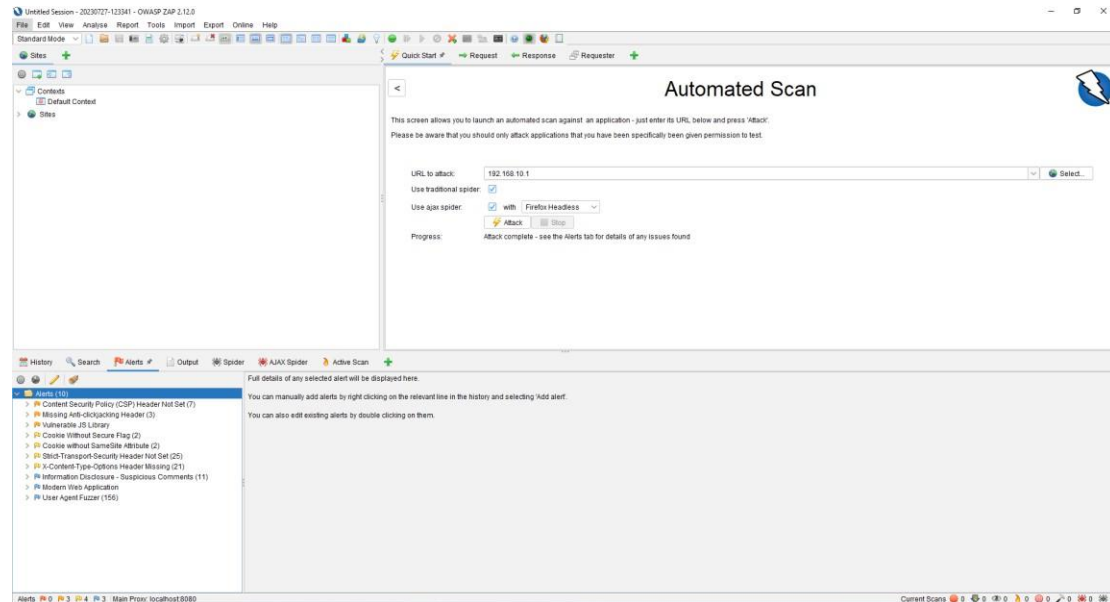 Untitled Session - 20230727-123341 - OWASP ZAP 2.12.0
File Edit View Analyse Report Tools Import Export Online Help
Standard Mode
Sites
Quick Start Request Response Requester
Contexts
Default Context
Sites
<
Automated Scan
This screen allows you to launch an automated scan against an application - just enter its URL below and press 'Attack'.
Please be aware that you should only attack applications that you have been specifically been given permission to test.
URL to attack: 192.168.10.1 Select...
Use traditional spider:
Use ajax spider: with Firefox Headless
Attack Stop
Progress: Attack complete - see the Alerts tab for details of any issues found
History Search Alerts Output Spider AJAX Spider Active Scan
Alerts (10)
Content Security Policy (CSP) Header Not Set (7)
Missing Anti-clickjacking Header (3)
Vulnerable JS Library
Cookie Without Secure Flag (2)
Cookie without SameSite Attribute (2)
Strict-Transport-Security Header Not Set (25)
X-Content-Type-Options Header Missing (21)
Information Disclosure - Suspicious Comments (11)
Modern Web Application
User Agent Fuzzer (156)
Full details of any selected alert will be displayed here.
You can manually add alerts by right clicking on the relevant line in the history and selecting 'Add alert'.
You can also edit existing alerts by double clicking on them.
Alerts 0 3 4 3 Main Proxy: localhost:8080
Current Scans 0 0 0 0 0 0 0